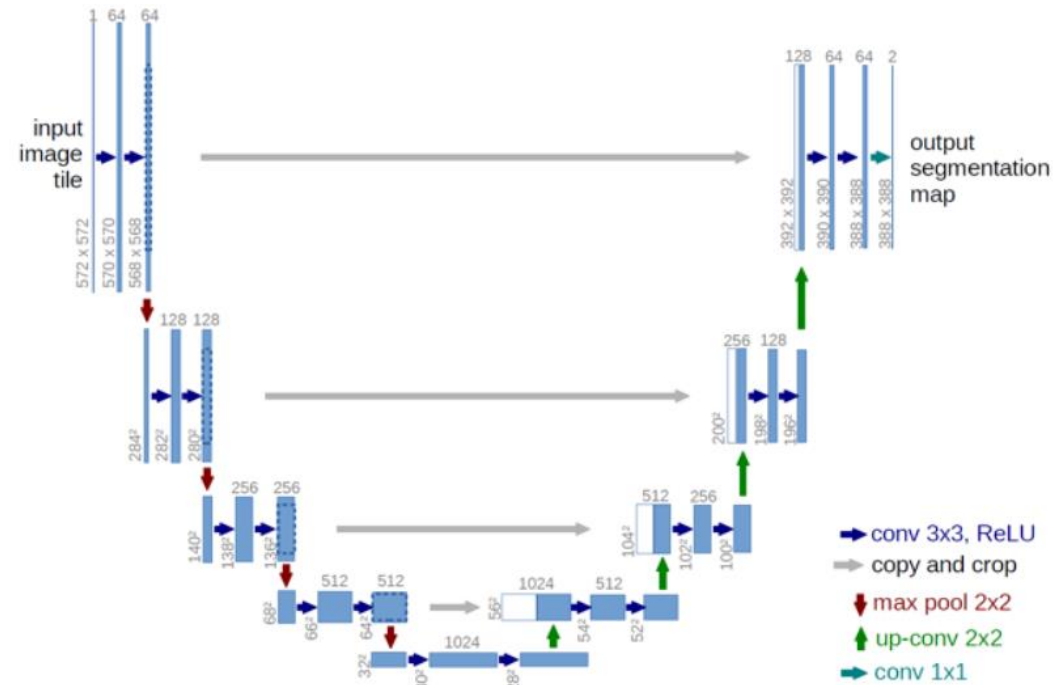 1 64 64
input
image
tile
572 x 572
570 x 570
568 x 568
128 64 64 2
output
segmentation
map
392 x 392
390 x 390
388 x 388
388 x 388
128 128
284²
282²
280²
256 128
200²
198²
196²
256 256
140²
138²
136²
512 256
104²
102²
100²
512 512
68²
66²
64²
1024 512
56²
54²
52²
1024
32²
conv 3x3, ReLU
copy and crop
max pool 2x2
up-conv 2x2
conv 1x1